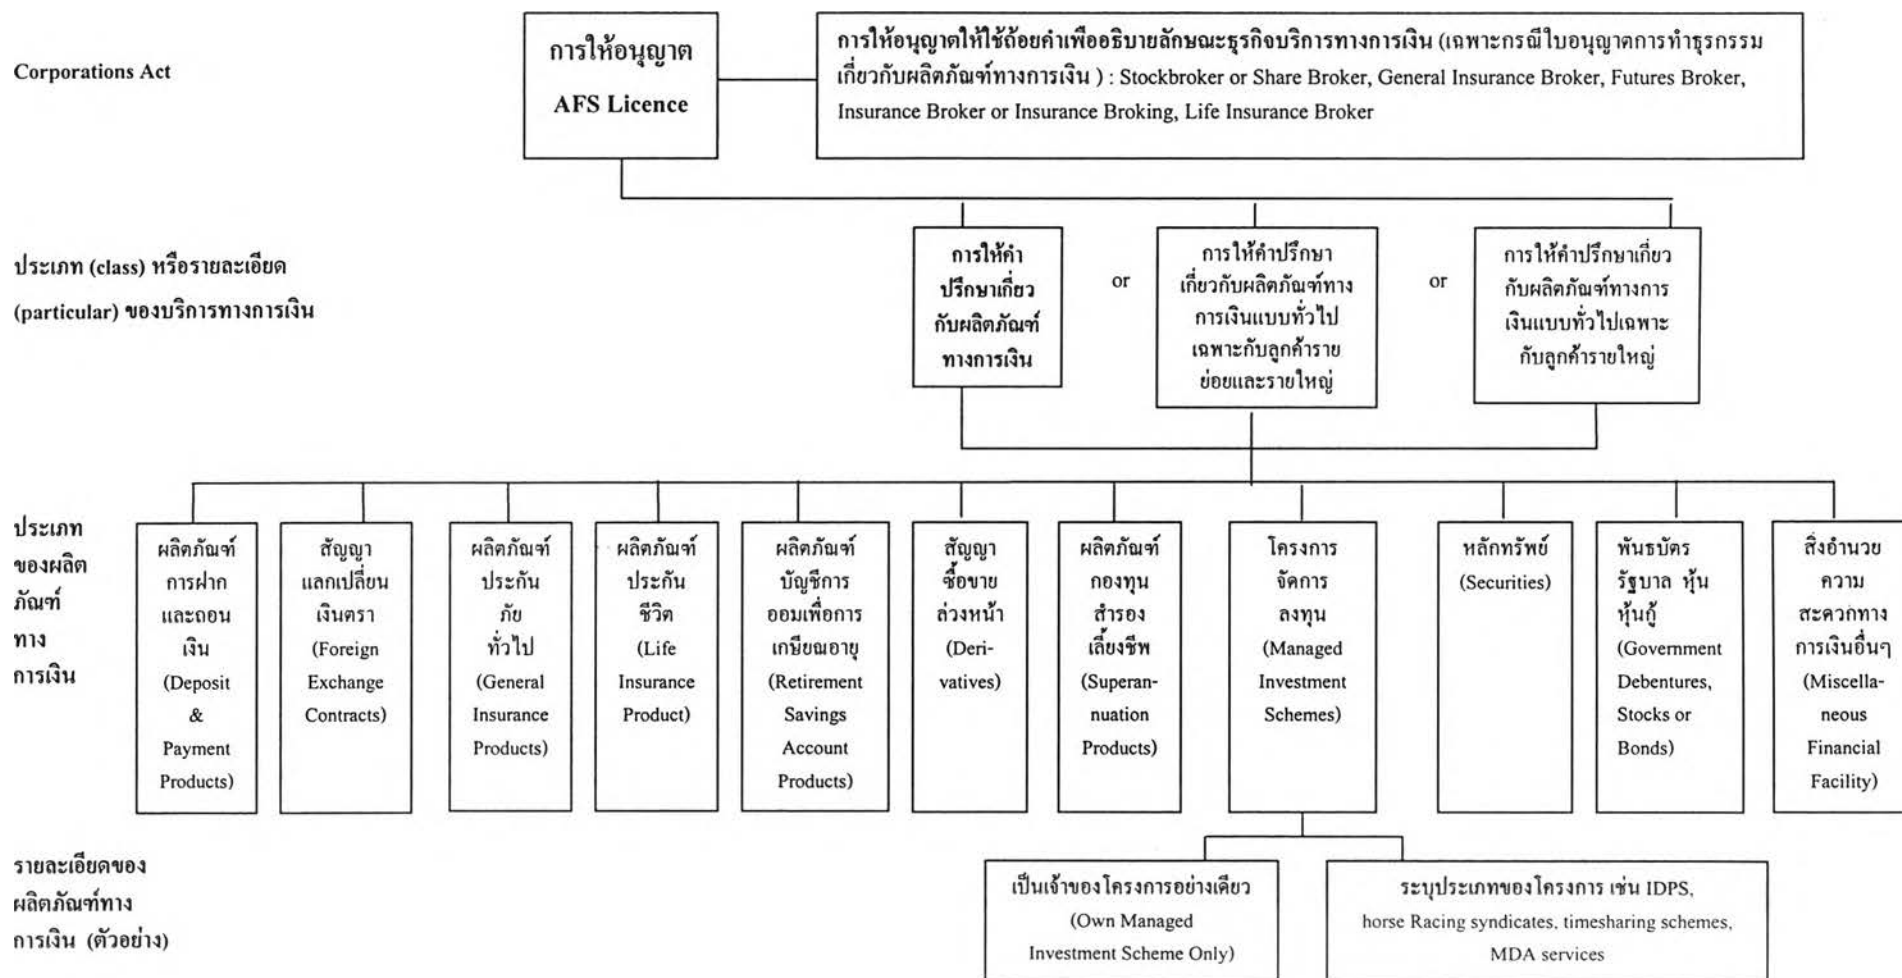 Corporations Act
การให้อนุญาต
AFS Licence
การให้อนุญาตให้ใช้ถ้อยคำเพื่ออธิบายลักษณะธุรกิจบริการทางการเงิน (เฉพาะกรณีใบอนุญาตการทำธุรกรรม
เกี่ยวกับผลิตภัณฑ์ทางการเงิน ) : Stockbroker or Share Broker, General Insurance Broker, Futures Broker,
Insurance Broker or Insurance Broking, Life Insurance Broker
ประเภท (class) หรือรายละเอียด
(particular) ของบริการทางการเงิน
การให้คำ
ปรึกษาเกี่ยว
กับผลิตภัณฑ์
ทางการเงิน
or
การให้คำปรึกษา
เกี่ยวกับผลิตภัณฑ์ทาง
การเงินแบบทั่วไป
เฉพาะกับลูกค้าราย
ย่อยและรายใหญ่
or
การให้คำปรึกษาเกี่ยว
กับผลิตภัณฑ์ทางการ
เงินแบบทั่วไปเฉพาะ
กับลูกค้ารายใหญ่
ประเภท
ของผลิต
ภัณฑ์
ทาง
การเงิน
ผลิตภัณฑ์
การฝาก
และถอน
เงิน
(Deposit
&
Payment
Products)
สัญญา
แลกเปลี่ยน
เงินตรา
(Foreign
Exchange
Contracts)
ผลิตภัณฑ์
ประกัน
ภัย
ทั่วไป
(General
Insurance
Products)
ผลิตภัณฑ์
ประกัน
ชีวิต
(Life
Insurance
Product)
ผลิตภัณฑ์
บัญชีการ
ออมเพื่อการ
เกษียณอายุ
(Retirement
Savings
Account
Products)
สัญญา
ซื้อขาย
ล่วงหน้า
(Deri-
vatives)
ผลิตภัณฑ์
กองทุน
สำรอง
เลี้ยงชีพ
(Superan-
nuation
Products)
โครงการ
จัดการ
ลงทุน
(Managed
Investment
Schemes)
หลักทรัพย์
(Securities)
พันธบัตร
รัฐบาล หุ้น
หุ้นกู้
(Government
Debentures,
Stocks or
Bonds)
สิ่งอำนวย
ความ
สะดวกทาง
การเงินอื่นๆ
(Miscella-
neous
Financial
Facility)
รายละเอียดของ
ผลิตภัณฑ์ทาง
การเงิน (ตัวอย่าง)
เป็นเจ้าของโครงการอย่างเดียว
(Own Managed
Investment Scheme Only)
ระบุประเภทของโครงการ เช่น IDPS,
horse Racing syndicates, timesharing schemes,
MDA services